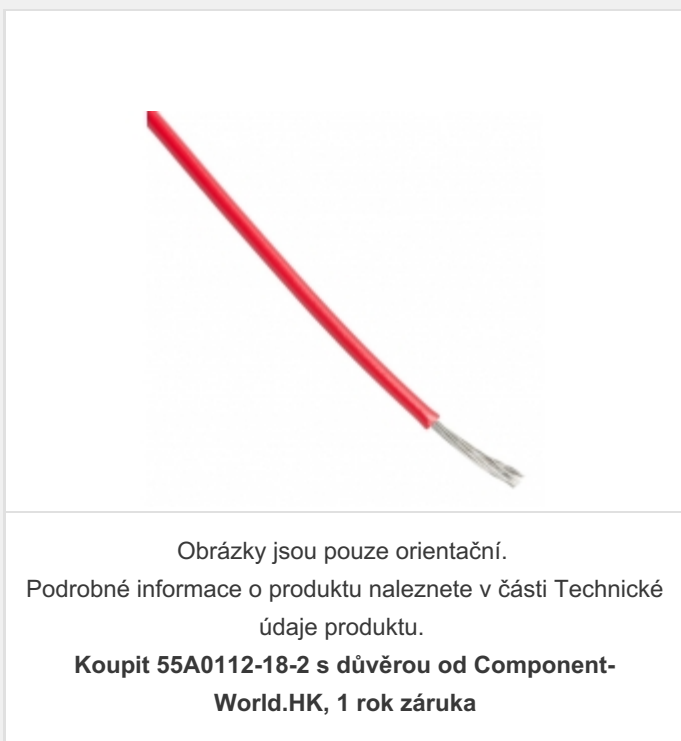 Obrázky jsou pouze orientační.
Podrobné informace o produktu naleznete v části Technické
údaje produktu.
Koupit 55A0112-18-2 s důvěrou od Component-
World.HK, 1 rok záruka